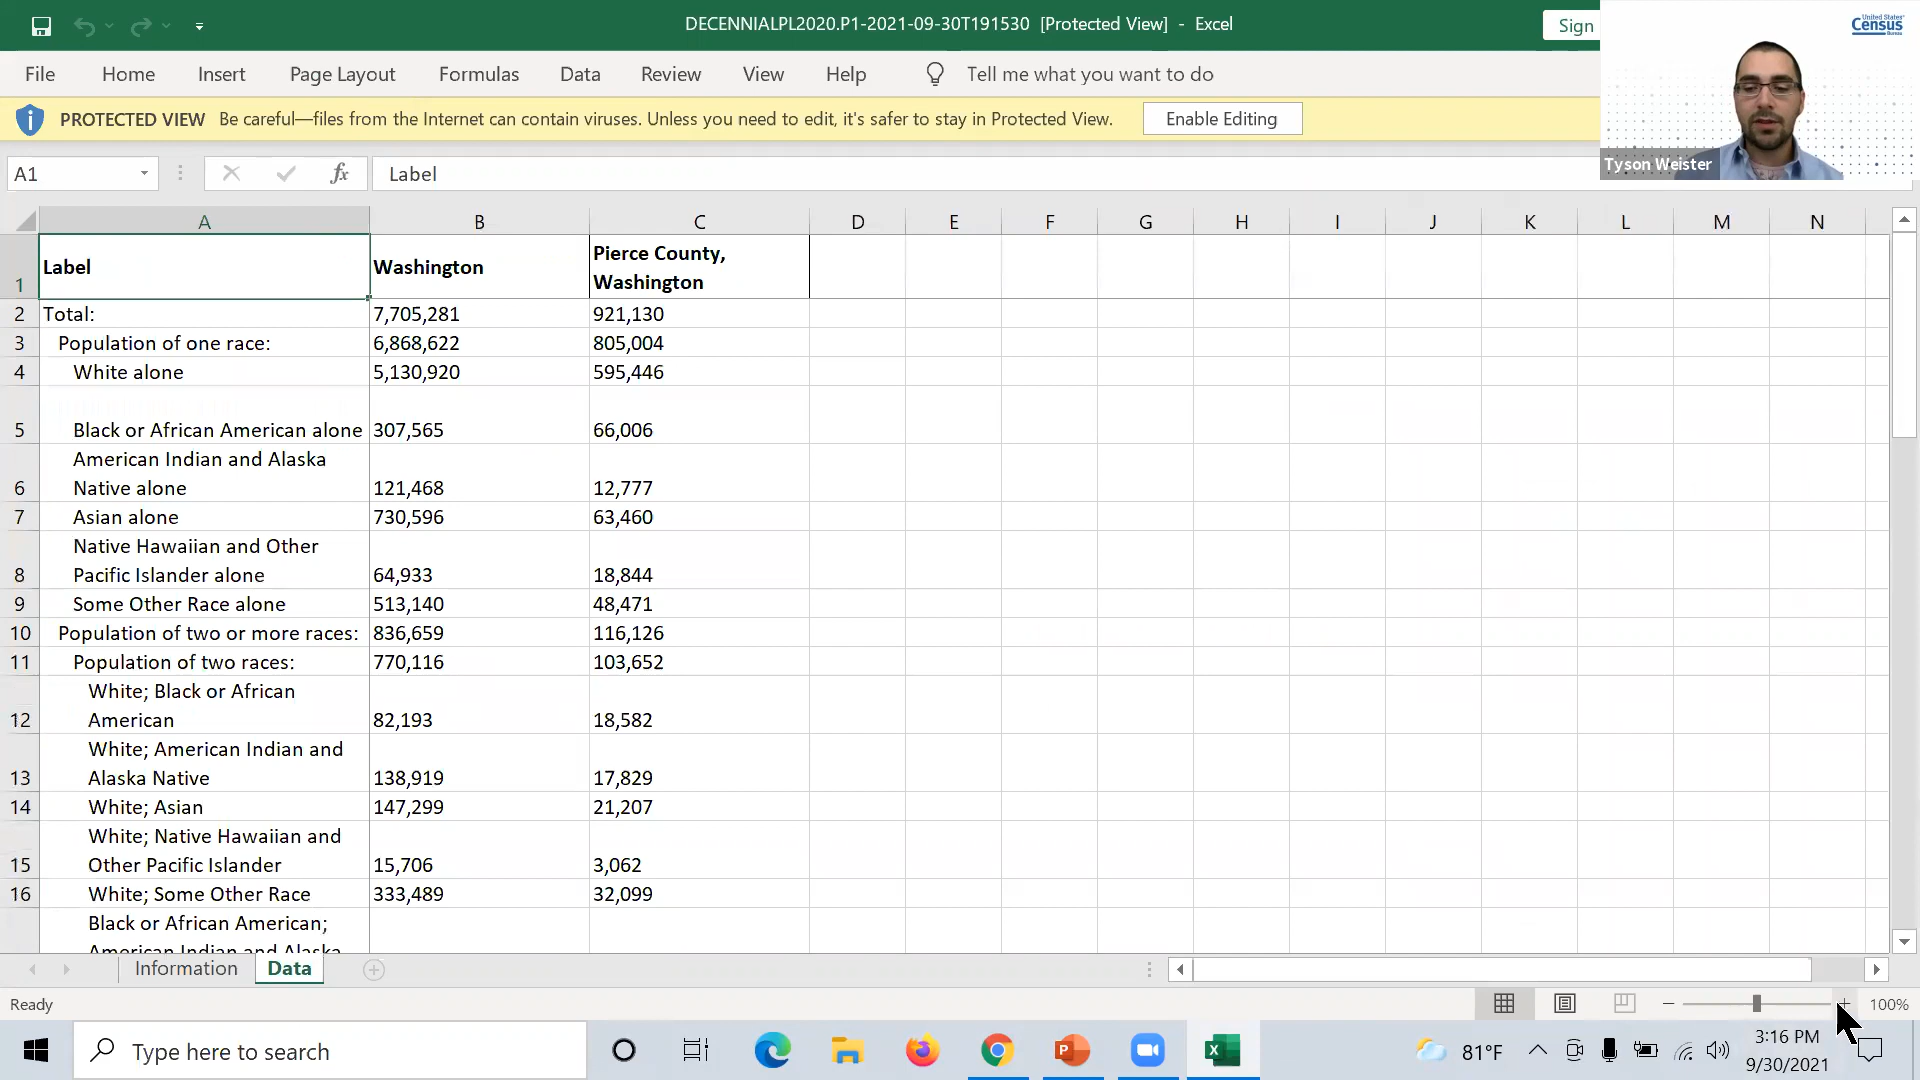 DECENNIALPL2020.P1-2021-09-30T191530 [Protected View] - Excel
Sign
United States®
Census
Bureau
File Home Insert Page Layout Formulas Data Review View Help Tell me what you want to do
PROTECTED VIEW Be careful—files from the Internet can contain viruses. Unless you need to edit, it's safer to stay in Protected View. Enable Editing
Tyson Weister
A1 fx Label
A B C D E F G H I J K L M N
1 Label Washington Pierce County,
Washington
2 Total: 7,705,281 921,130
3 Population of one race: 6,868,622 805,004
4 White alone 5,130,920 595,446
5 Black or African American alone 307,565 66,006
American Indian and Alaska
6 Native alone 121,468 12,777
7 Asian alone 730,596 63,460
Native Hawaiian and Other
8 Pacific Islander alone 64,933 18,844
9 Some Other Race alone 513,140 48,471
10 Population of two or more races: 836,659 116,126
11 Population of two races: 770,116 103,652
White; Black or African
12 American 82,193 18,582
White; American Indian and
13 Alaska Native 138,919 17,829
14 White; Asian 147,299 21,207
White; Native Hawaiian and
15 Other Pacific Islander 15,706 3,062
16 White; Some Other Race 333,489 32,099
Black or African American;
American Indian and Alaska
Information Data
Ready 100%
Type here to search 81°F 3:16 PM
9/30/2021